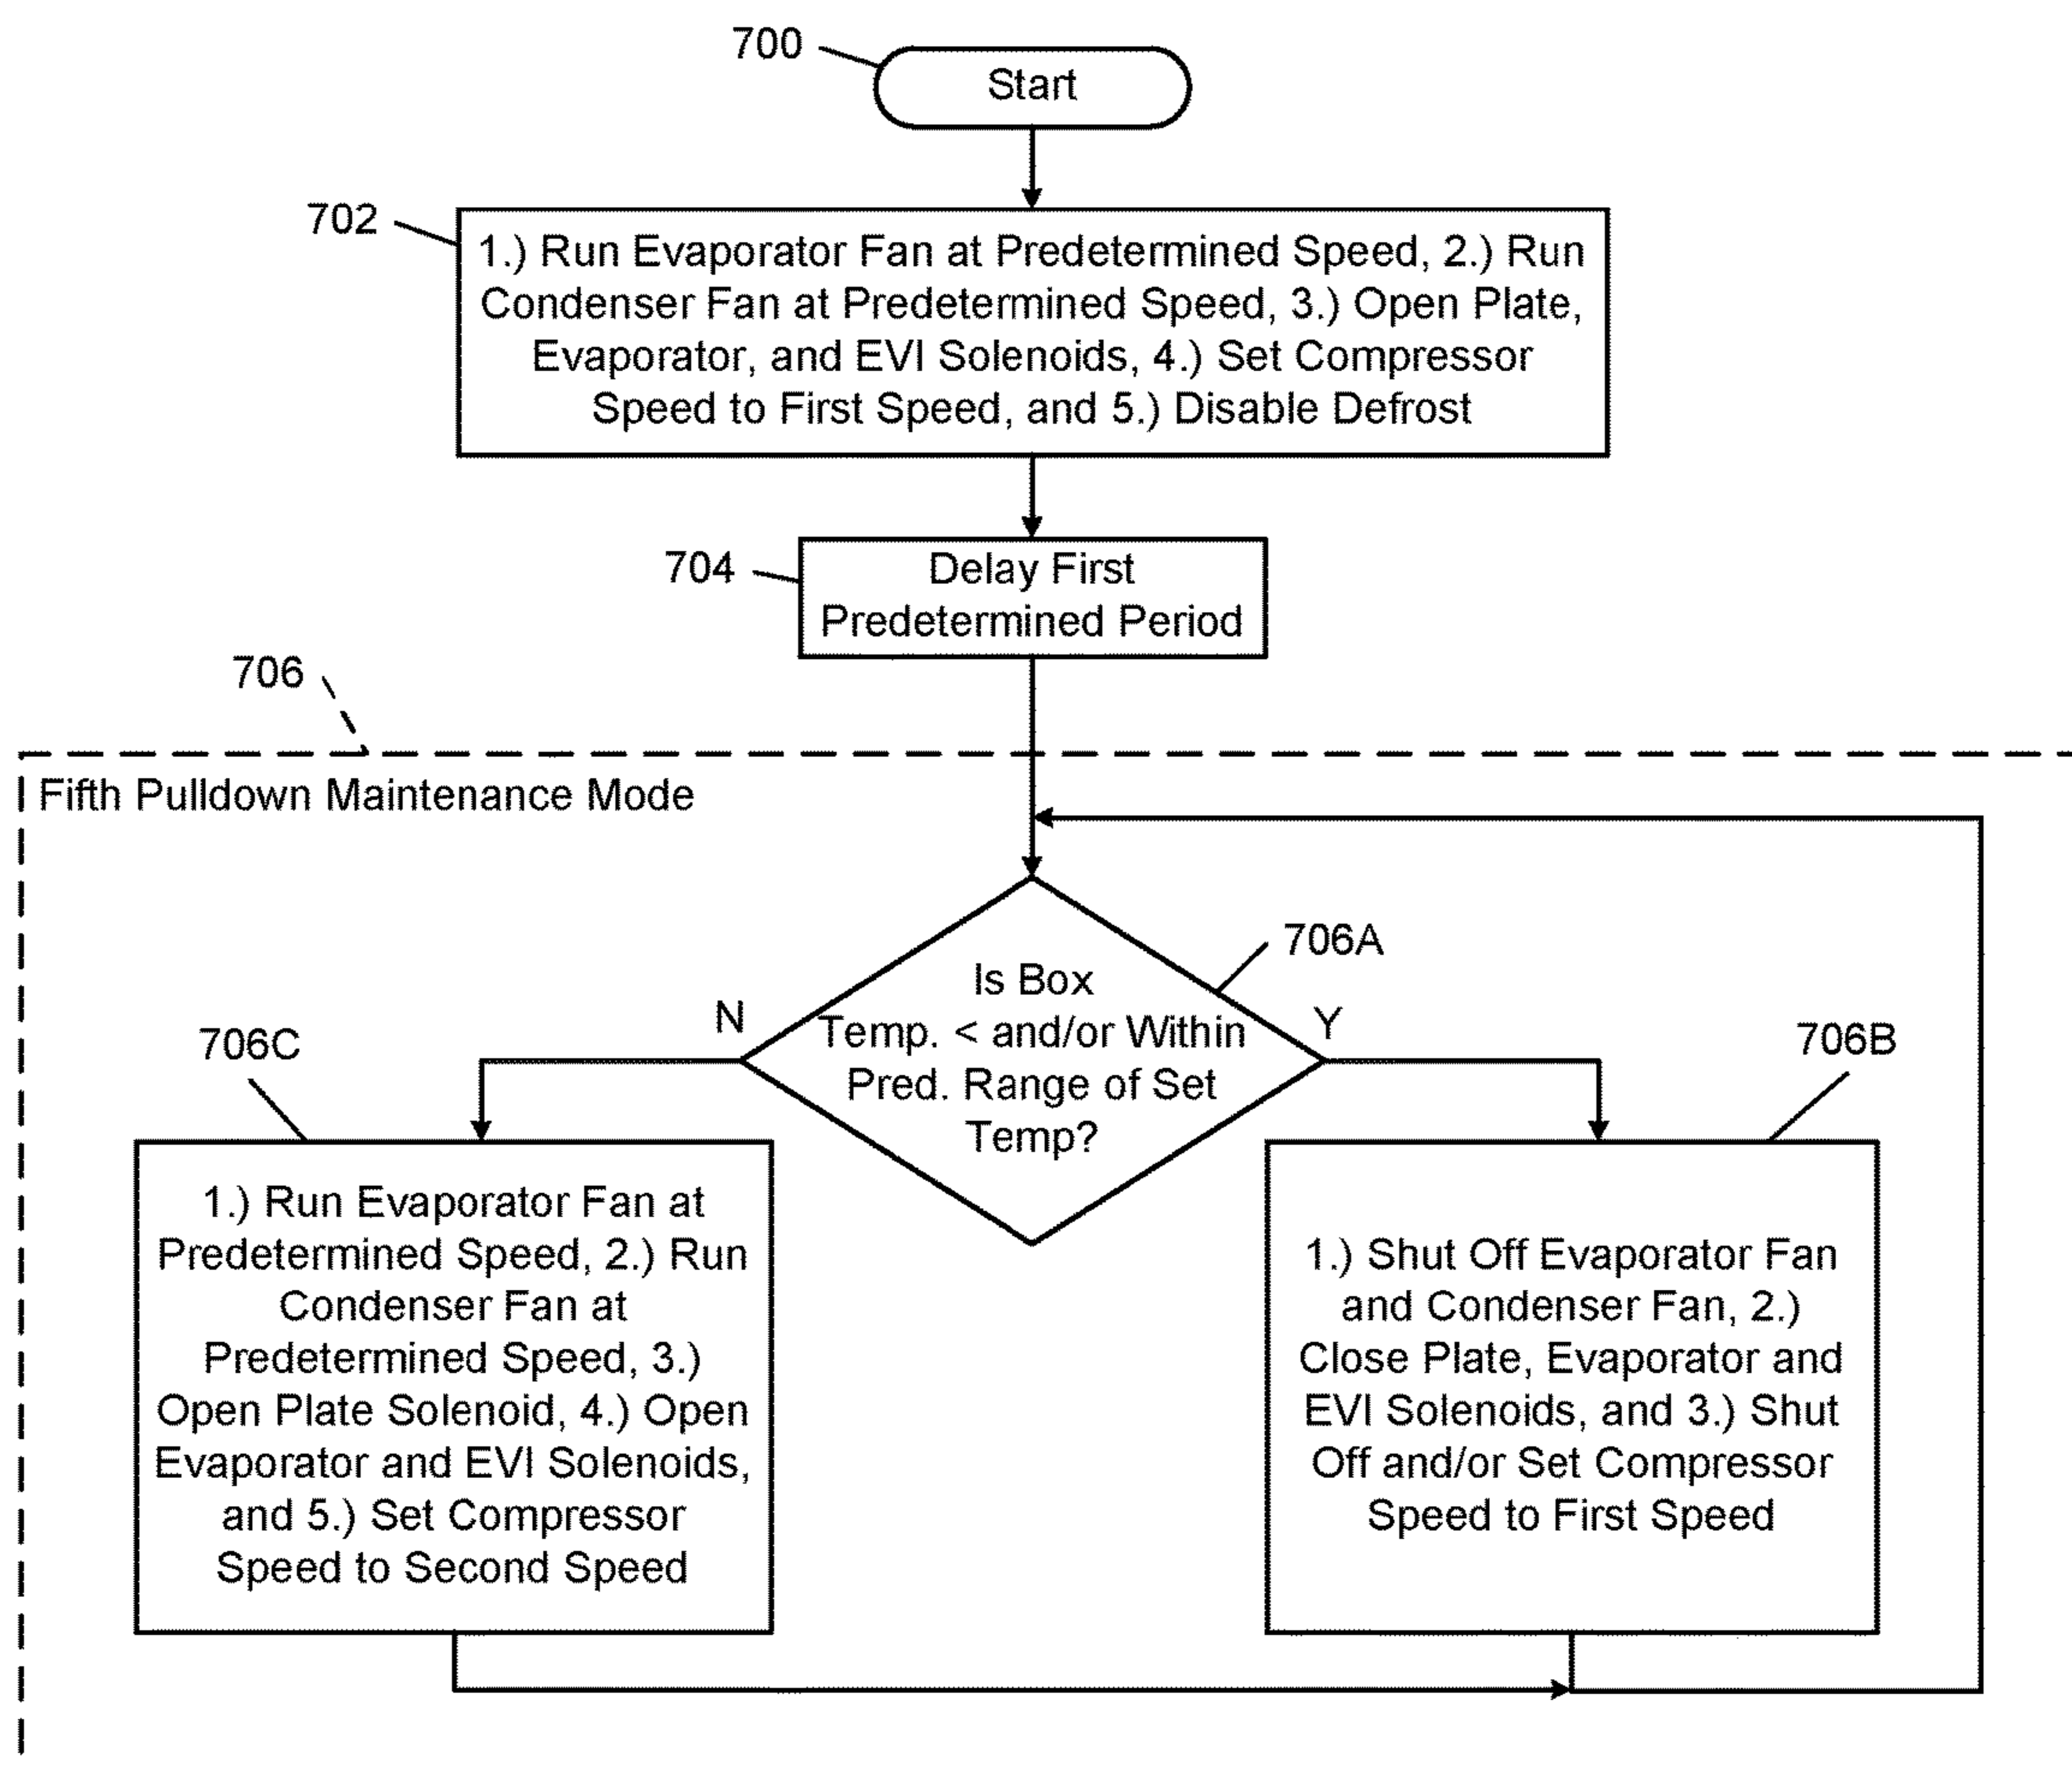 700
Start
702
1.) Run Evaporator Fan at Predetermined Speed, 2.) Run
Condenser Fan at Predetermined Speed, 3.) Open Plate,
Evaporator, and EVI Solenoids, 4.) Set Compressor
Speed to First Speed, and 5.) Disable Defrost
704
Delay First
Predetermined Period
706
Fifth Pulldown Maintenance Mode
706A
Is Box
Temp. < and/or Within
Pred. Range of Set
Temp?
N
Y
706C
1.) Run Evaporator Fan at
Predetermined Speed, 2.) Run
Condenser Fan at
Predetermined Speed, 3.)
Open Plate Solenoid, 4.) Open
Evaporator and EVI Solenoids,
and 5.) Set Compressor
Speed to Second Speed
706B
1.) Shut Off Evaporator Fan
and Condenser Fan, 2.)
Close Plate, Evaporator and
EVI Solenoids, and 3.) Shut
Off and/or Set Compressor
Speed to First Speed